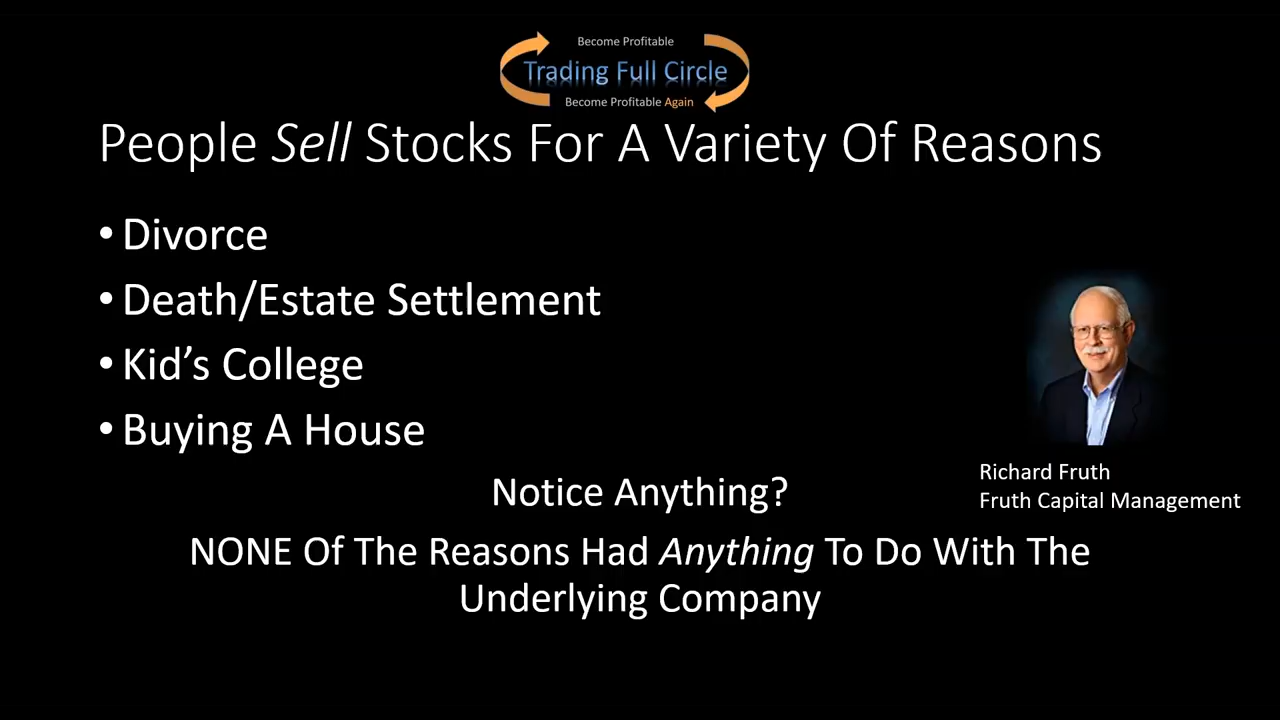 Become Profitable
Trading Full Circle
Become Profitable Again
People Sell Stocks For A Variety Of Reasons
• Divorce
• Death/Estate Settlement
• Kid’s College
• Buying A House
Notice Anything?
Richard Fruth
Fruth Capital Management
NONE Of The Reasons Had Anything To Do With The
Underlying Company